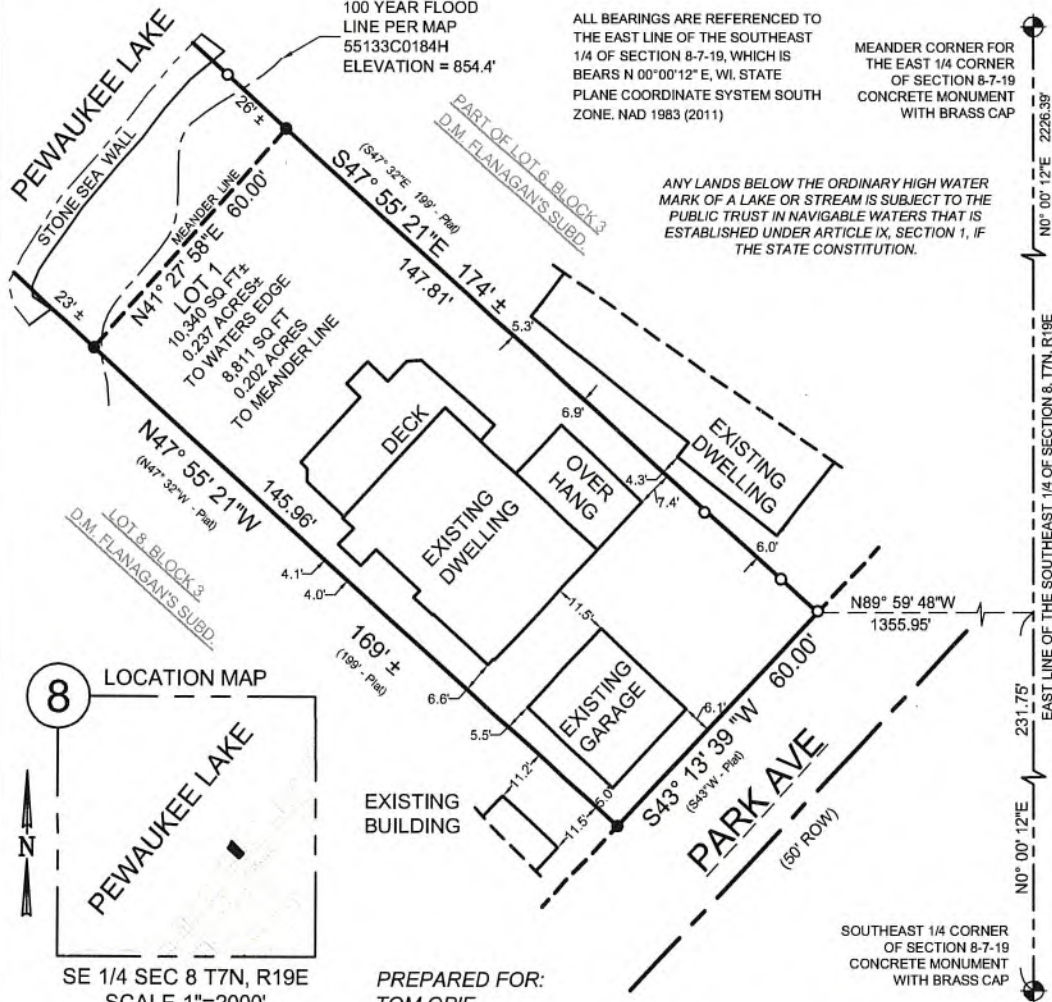 100 YEAR FLOOD
LINE PER MAP
55133C0184H
ELEVATION = 854.4'
ALL BEARINGS ARE REFERENCED TO
THE EAST LINE OF THE SOUTHEAST
1/4 OF SECTION 8-7-19, WHICH IS
BEARS N 00°00'12" E, WI. STATE
PLANE COORDINATE SYSTEM SOUTH
ZONE, NAD 1983 (2011)
MEANDER CORNER FOR
THE EAST 1/4 CORNER
OF SECTION 8-7-19
CONCRETE MONUMENT
WITH BRASS CAP
ANY LANDS BELOW THE ORDINARY HIGH WATER
MARK OF A LAKE OR STREAM IS SUBJECT TO THE
PUBLIC TRUST IN NAVIGABLE WATERS THAT IS
ESTABLISHED UNDER ARTICLE IX, SECTION 1, IF
THE STATE CONSTITUTION.
N0° 00' 12"E 2226.39'
EAST LINE OF THE SOUTHEAST 1/4 OF SECTION 8, T7N, R19E
231.75'
N0° 00' 12"E
PEWAUKEE LAKE
STONE SEA WALL
26' ±
23' ±
MEANDER LINE
N41° 27' 58"E 60.00'
LOT 1
10,340 SQ FT±
0.237 ACRES±
TO WATERS EDGE
8,811 SQ FT
0.202 ACRES
TO MEANDER LINE
PART OF LOT 6, BLOCK 3
D.M. FLANAGAN'S SUBD.
(S47° 32'E 199' - Plat)
S47° 55' 21"E 174' ±
147.81'
5.3'
6.9'
4.3'
7.4'
6.0'
EXISTING
DWELLING
DECK
OVER
HANG
EXISTING
DWELLING
N47° 55' 21"W 145.96'
(N47° 32'W - Plat)
LOT 8, BLOCK 3
D.M. FLANAGAN'S SUBD.
4.1'
4.0'
169' ±
(199' - Plat)
6.6'
5.5'
11.5'
EXISTING
GARAGE
6.1'
N89° 59' 48"W
1355.95'
S43° 13' 39"W 60.00'
(S43°W - Plat)
PARK AVE
(50' ROW)
11.2'
11.5'
5.0'
EXISTING
BUILDING
8
LOCATION MAP
PEWAUKEE LAKE
N
SE 1/4 SEC 8 T7N, R19E
SCALE 1"=2000'
PREPARED FOR:
SOUTHEAST 1/4 CORNER
OF SECTION 8-7-19
CONCRETE MONUMENT
WITH BRASS CAP